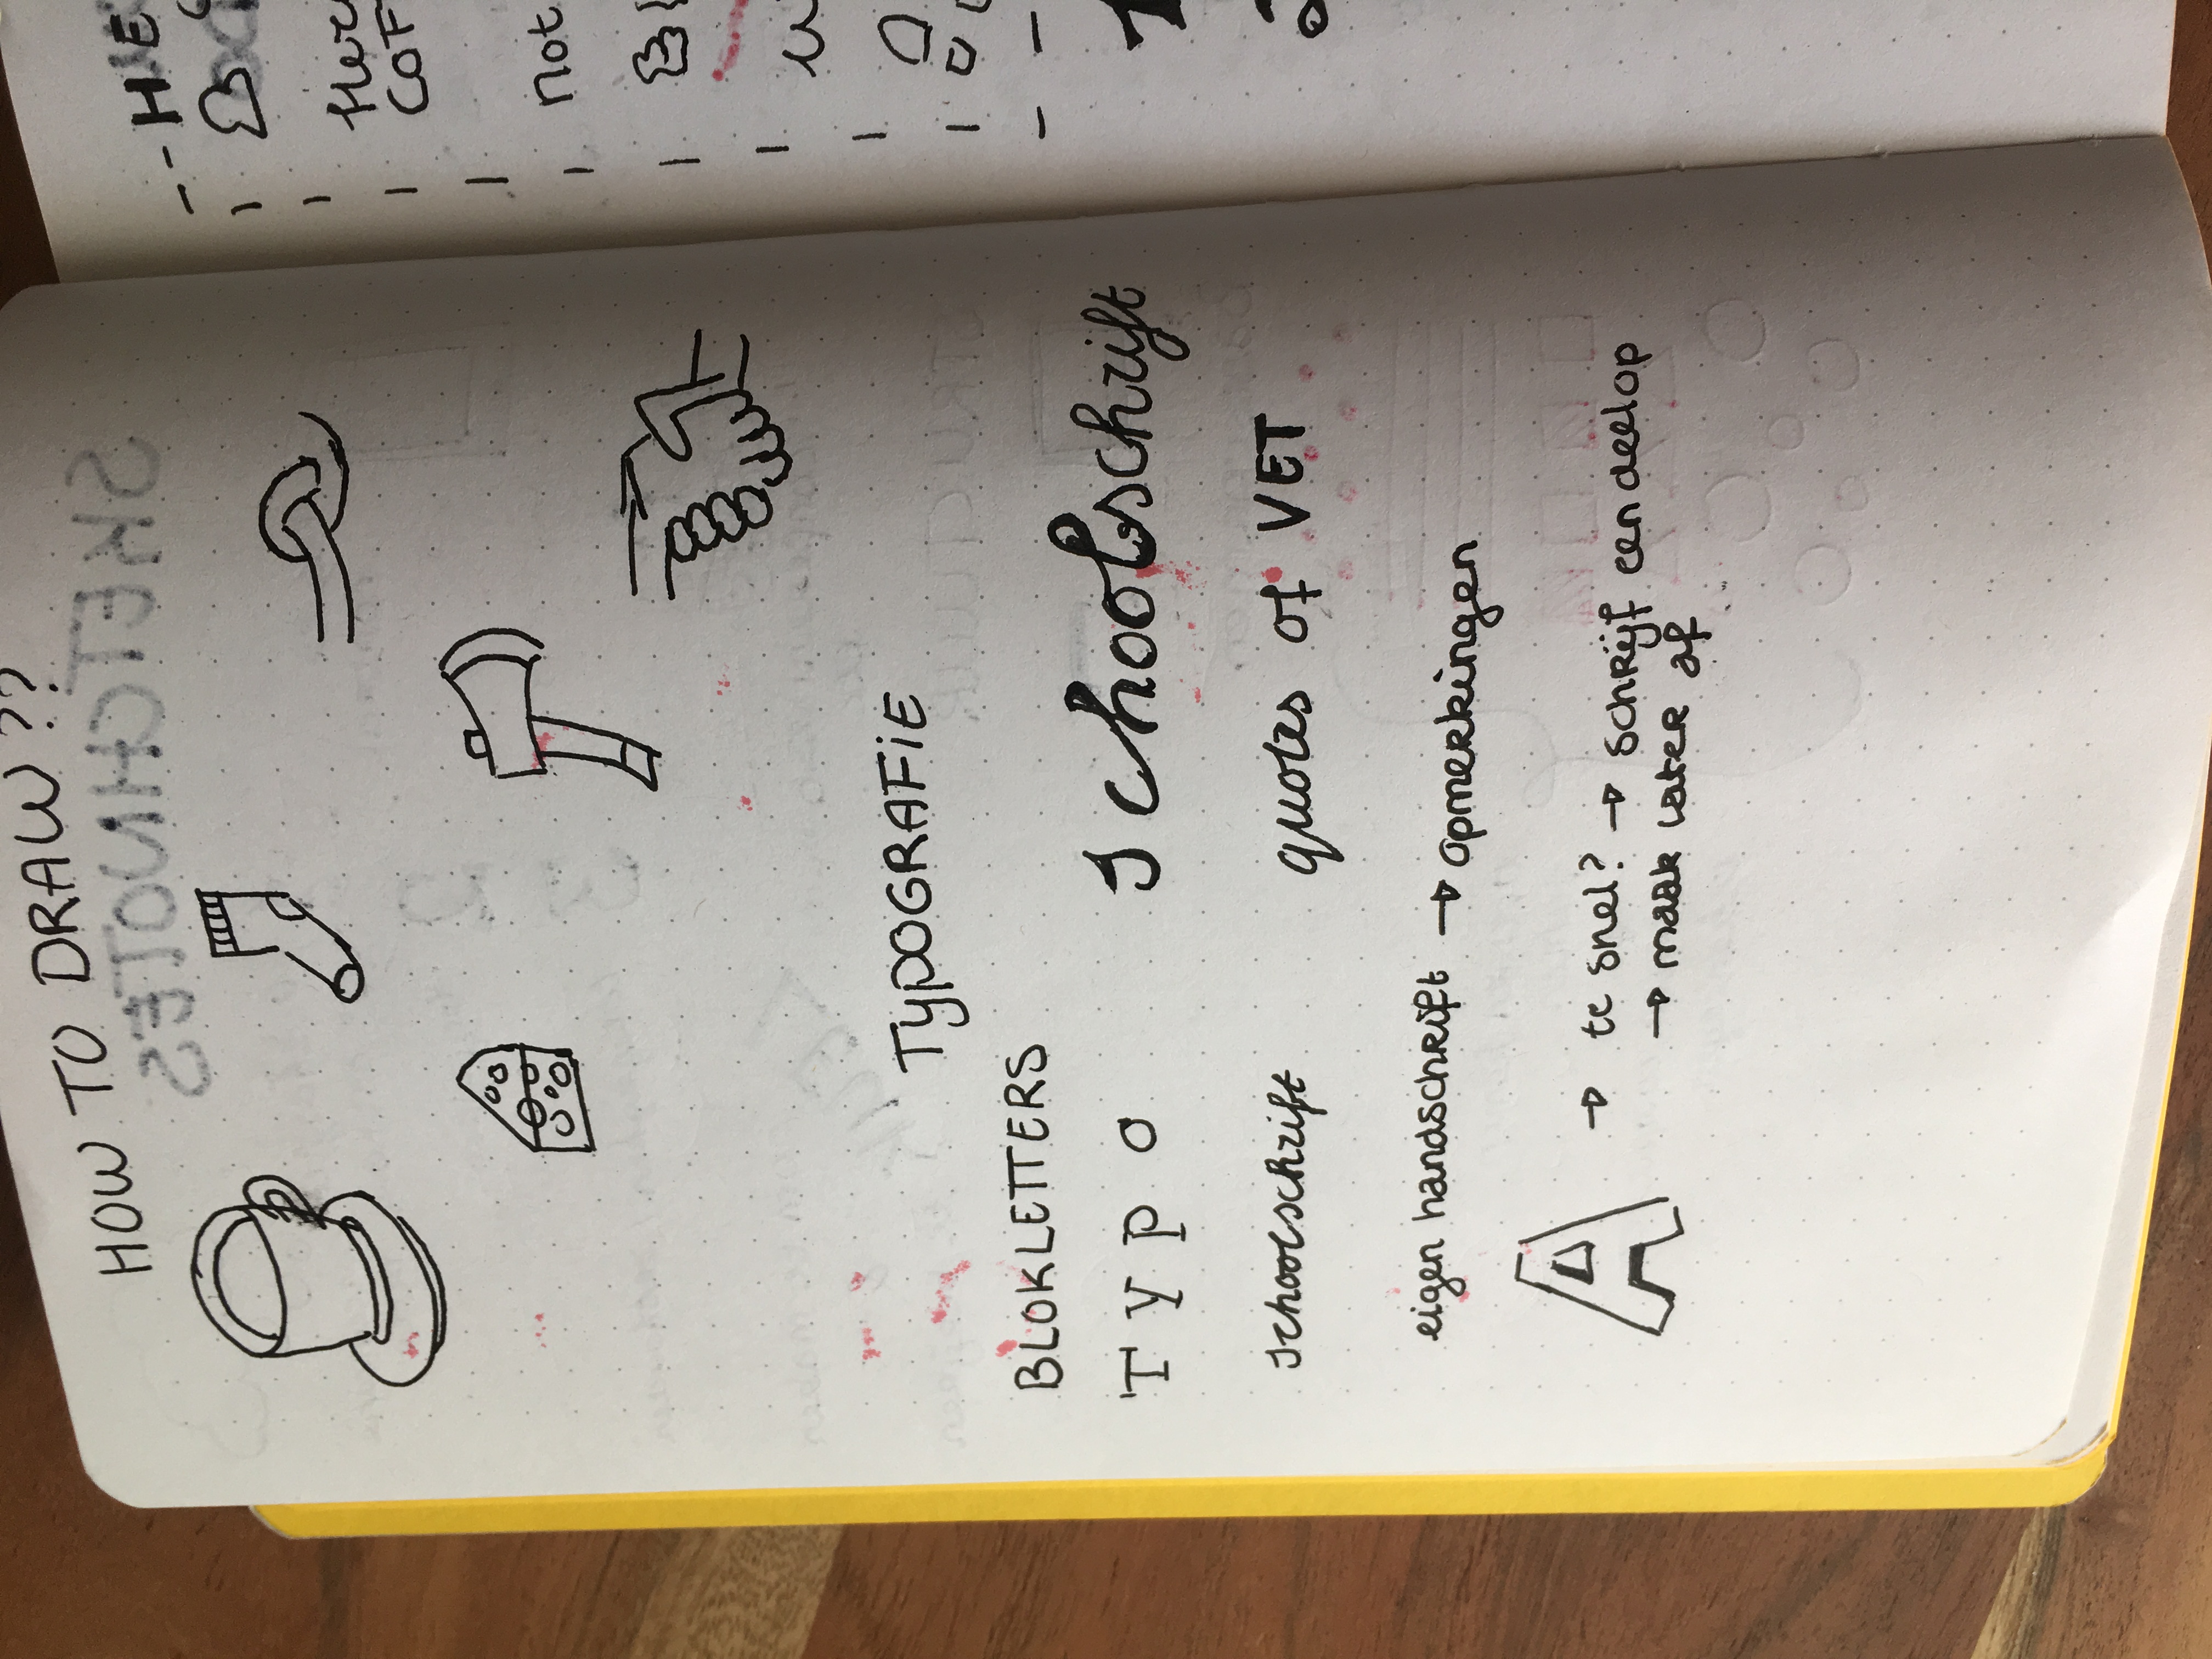 HOW TO DRAW??
SKETCHNOTES
TYPOGRAFIE
BLOKLETTERS
Typo
Schoolschrift
Schoolschrift
quotes of VET
eigen handschrift → opmerkingen
A → te snel? → schrijf een deel op
→ maak later af
HE
COF
Not